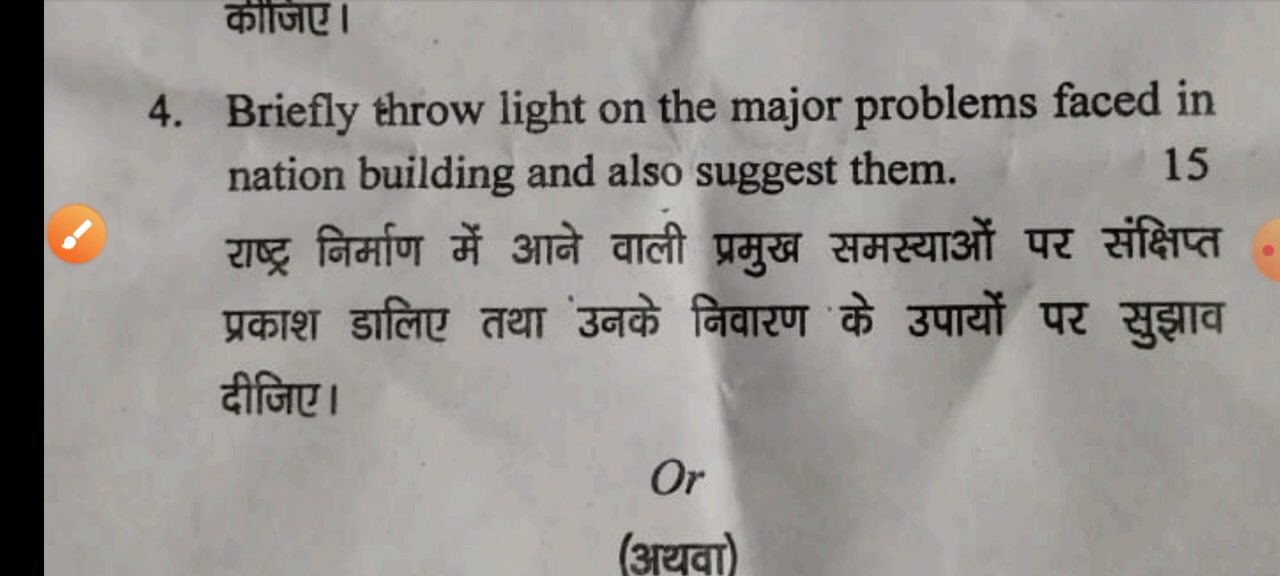 कीजिए।
4. Briefly throw light on the major problems faced in
nation building and also suggest them. 15
राष्ट्र निर्माण में आने वाली प्रमुख समस्याओं पर संक्षिप्त
प्रकाश डालिए तथा उनके निवारण के उपायों पर सुझाव
दीजिए।
Or
(अथवा)